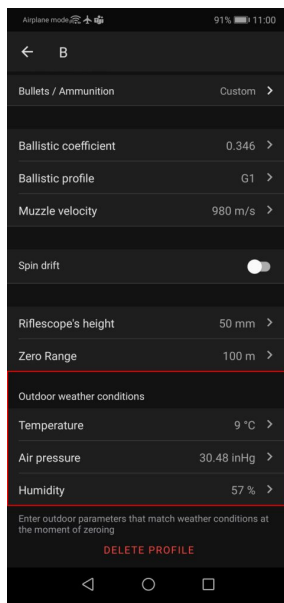 Airplane mode 91% 11:00
B
Bullets / Ammunition Custom
Ballistic coefficient 0.346
Ballistic profile G1
Muzzle velocity 980 m/s
Spin drift
Riflescope's height 50 mm
Zero Range 100 m
Outdoor weather conditions
Temperature 9 °C
Air pressure 30.48 inHg
Humidity 57 %
Enter outdoor parameters that match weather conditions at
the moment of zeroing
DELETE PROFILE